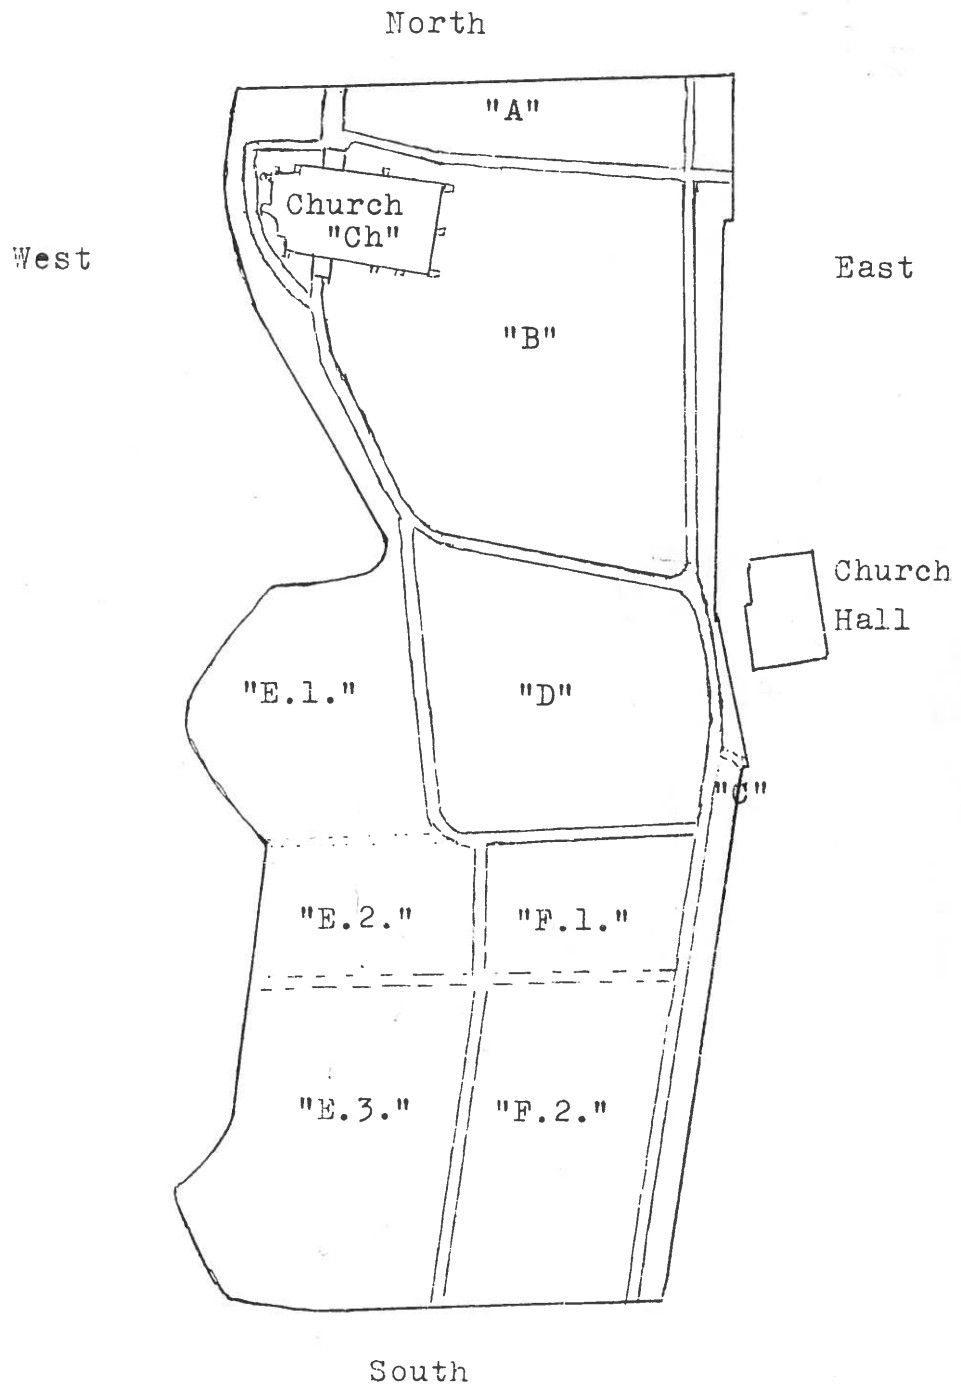 North
"A"
Church
"Ch"
West
East
"B"
Church
Hall
"E.1."
"D"
"C"
"E.2."
"F.1."
"E.3."
"F.2."
South